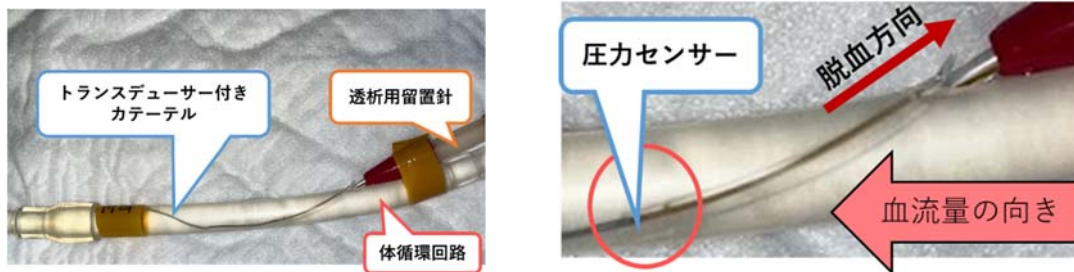 トランスデューサー付き
カテーテル
透析用留置針
体循環回路
圧力センサー
脱血方向
血流量の向き